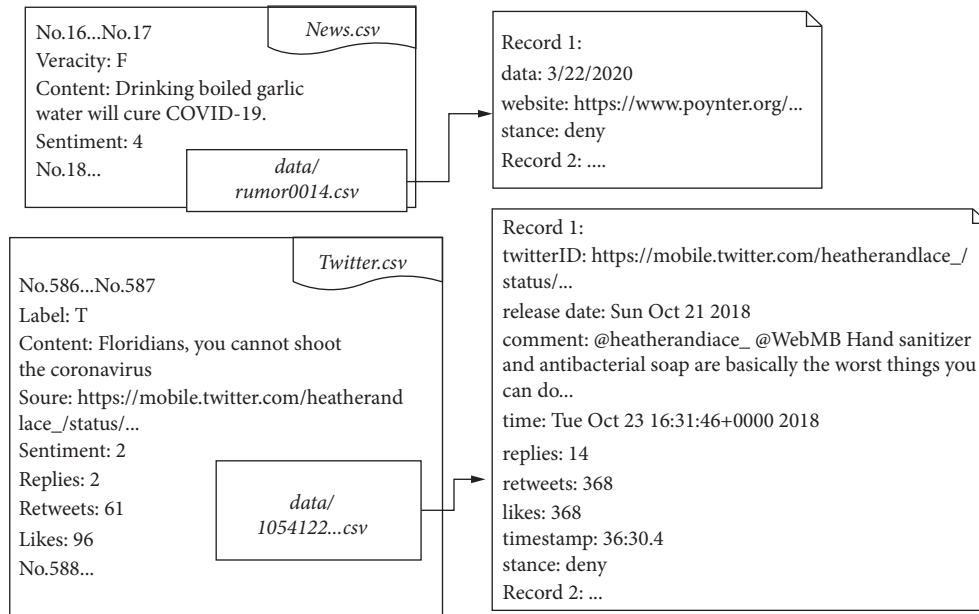 No.16...No.17
News.csv
Veracity: F
Content: Drinking boiled garlic
water will cure COVID-19.
Sentiment: 4
No.18...
data/
rumor0014.csv
Record 1:
data: 3/22/2020
website: https://www.poynter.org/...
stance: deny
Record 2: ....
Twitter.csv
No.586...No.587
Label: T
Content: Floridians, you cannot shoot
the coronavirus
Soure: https://mobile.twitter.com/heatherand
lace_/status/...
Sentiment: 2
Replies: 2
Retweets: 61
Likes: 96
No.588...
data/
1054122...csv
Record 1:
twitterID: https://mobile.twitter.com/heatherandlace_/
status/...
release date: Sun Oct 21 2018
comment: @heatherandiace_ @WebMB Hand sanitizer
and antibacterial soap are basically the worst things you
can do...
time: Tue Oct 23 16:31:46+0000 2018
replies: 14
retweets: 368
likes: 368
timestamp: 36:30.4
stance: deny
Record 2: ...